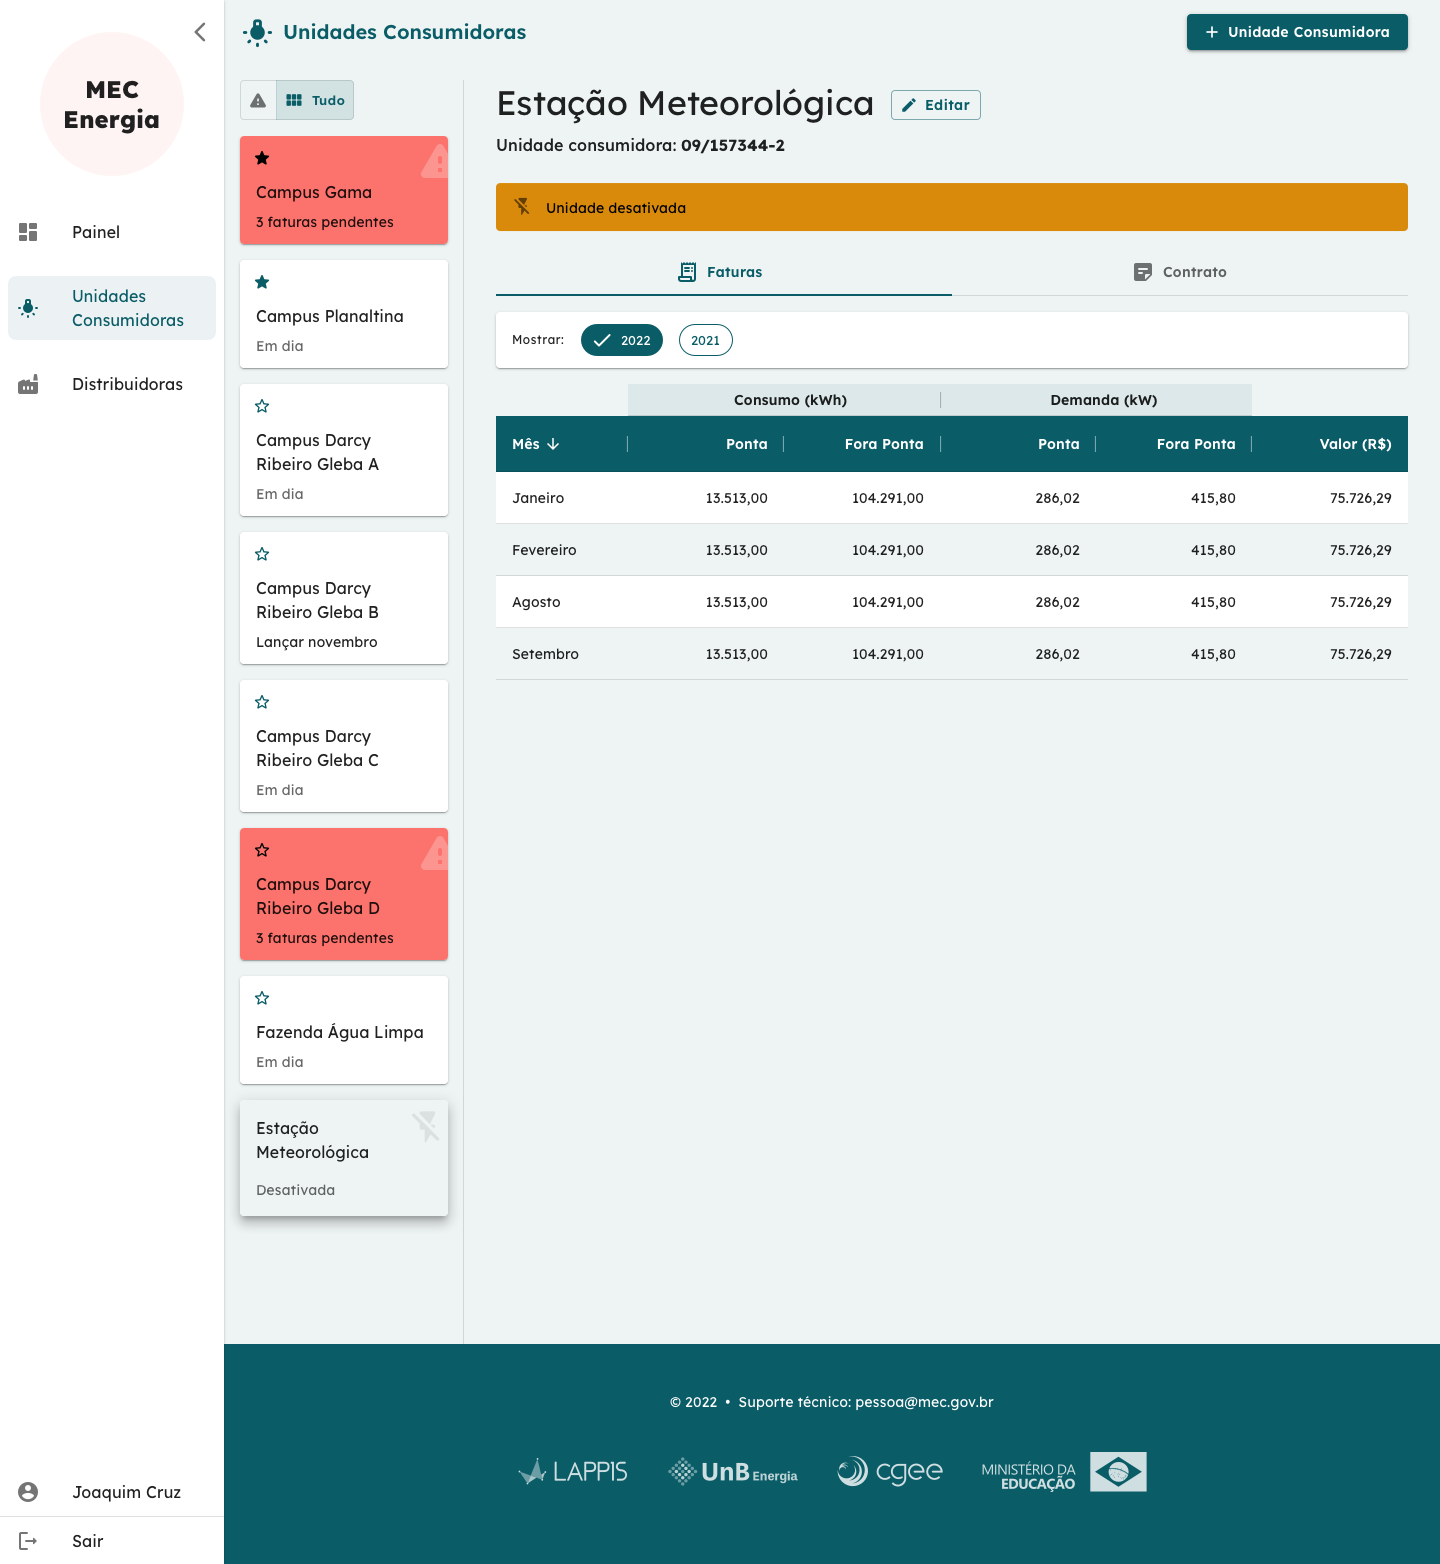 MEC
Energia
Painel
Unidades
Consumidoras
Distribuidoras
Joaquim Cruz
Sair
Unidades Consumidoras
Unidade Consumidora
Tudo
Campus Gama
3 faturas pendentes
Campus Planaltina
Em dia
Campus Darcy
Ribeiro Gleba A
Em dia
Campus Darcy
Ribeiro Gleba B
Lançar novembro
Campus Darcy
Ribeiro Gleba C
Em dia
Campus Darcy
Ribeiro Gleba D
3 faturas pendentes
Fazenda Água Limpa
Em dia
Estação
Meteorológica
Desativada
Estação Meteorológica Editar
Unidade consumidora: 09/157344-2
Unidade desativada
Faturas Contrato
Mostrar: 2022 2021
Consumo (kWh) Demanda (kW)
Mês Ponta Fora Ponta Ponta Fora Ponta Valor (R$)
Janeiro 13.513,00 104.291,00 286,02 415,80 75.726,29
Fevereiro 13.513,00 104.291,00 286,02 415,80 75.726,29
Agosto 13.513,00 104.291,00 286,02 415,80 75.726,29
Setembro 13.513,00 104.291,00 286,02 415,80 75.726,29
© 2022 • Suporte técnico: pessoa@mec.gov.br
LAPPIS UnB Energia cgee MINISTÉRIO DA
EDUCAÇÃO